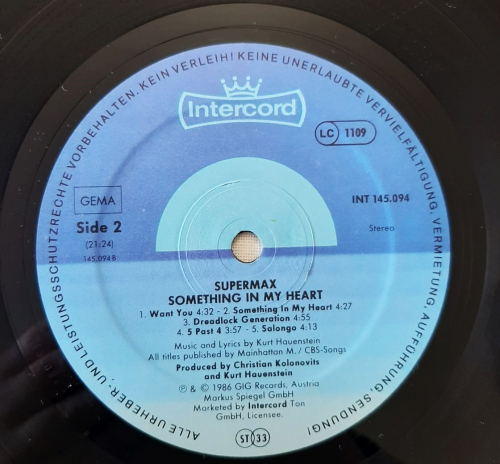 ALLE URHEBER- UND LEISTUNGSSCHUTZRECHTE VORBEHALTEN. KEIN VERLEIH! KEINE UNERLAUBTE VERVIELFÄLTIGUNG, VERMIETUNG, AUFFÜHRUNG, SENDUNG!
Intercord
LC 1109
GEMA
INT 145.094
Side 2
Stereo
(21:24)
145.094 B
SUPERMAX
SOMETHING IN MY HEART
1. Want You 4:32 - 2. Something In My Heart 4:27
3. Dreadlock Generation 4:55
4. 5 Past 4 3:57 - 5. Salongo 4:13
Music and Lyrics by Kurt Hauenstein
All titles published by Mainhattan M. / CBS-Songs
Produced by Christian Kolonovits
and Kurt Hauenstein
Ⓟ & © 1986 GIG Records, Austria
Markus Spiegel GmbH
Marketed by Intercord Ton
GmbH, Licensee.
ST 33